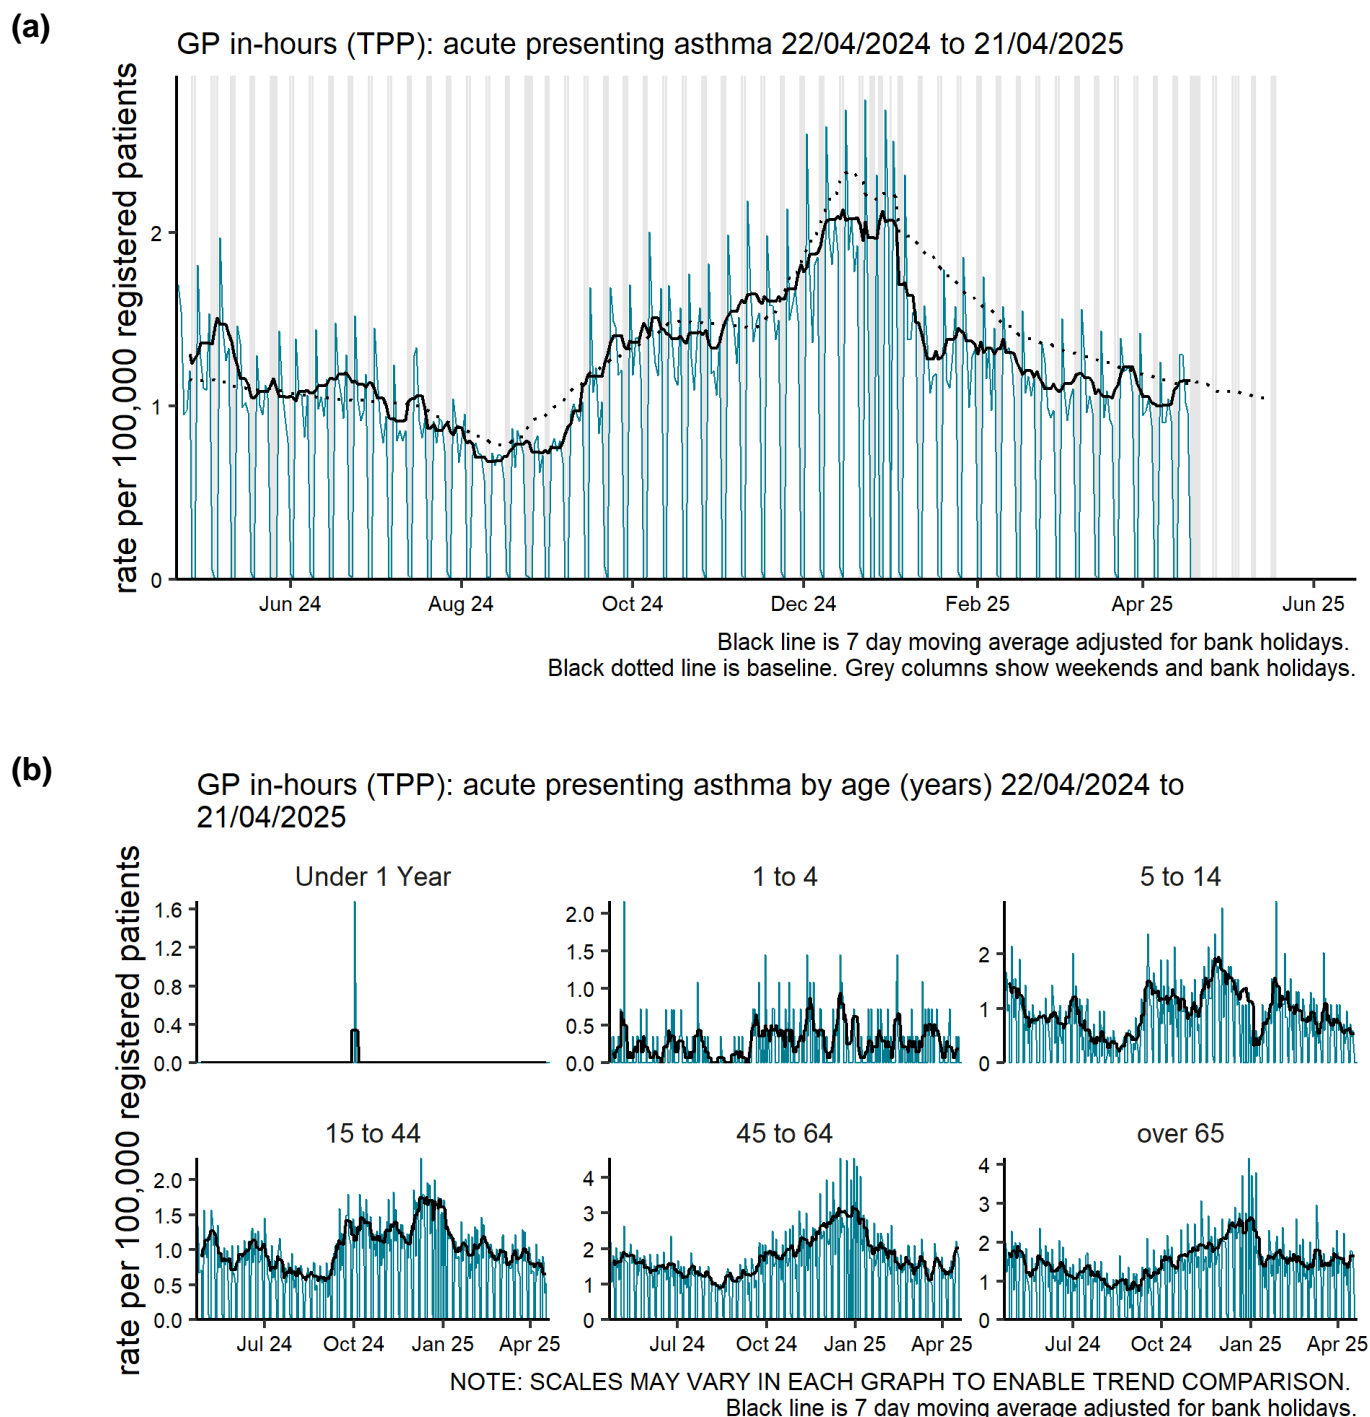 (a)
GP in-hours (TPP): acute presenting asthma 22/04/2024 to 21/04/2025
rate per 100,000 registered patients
2
1
0
Jun 24
Aug 24
Oct 24
Dec 24
Feb 25
Apr 25
Jun 25
Black line is 7 day moving average adjusted for bank holidays.
Black dotted line is baseline. Grey columns show weekends and bank holidays.
(b)
GP in-hours (TPP): acute presenting asthma by age (years) 22/04/2024 to
21/04/2025
rate per 100,000 registered patients
Under 1 Year
1.6
1.2
0.8
0.4
0.0
1 to 4
2.0
1.5
1.0
0.5
0.0
5 to 14
2
1
0
15 to 44
2.0
1.5
1.0
0.5
0.0
Jul 24
Oct 24
Jan 25
Apr 25
45 to 64
4
3
2
1
0
Jul 24
Oct 24
Jan 25
Apr 25
over 65
4
3
2
1
0
Jul 24
Oct 24
Jan 25
Apr 25
NOTE: SCALES MAY VARY IN EACH GRAPH TO ENABLE TREND COMPARISON.
Black line is 7 day moving average adjusted for bank holidays.